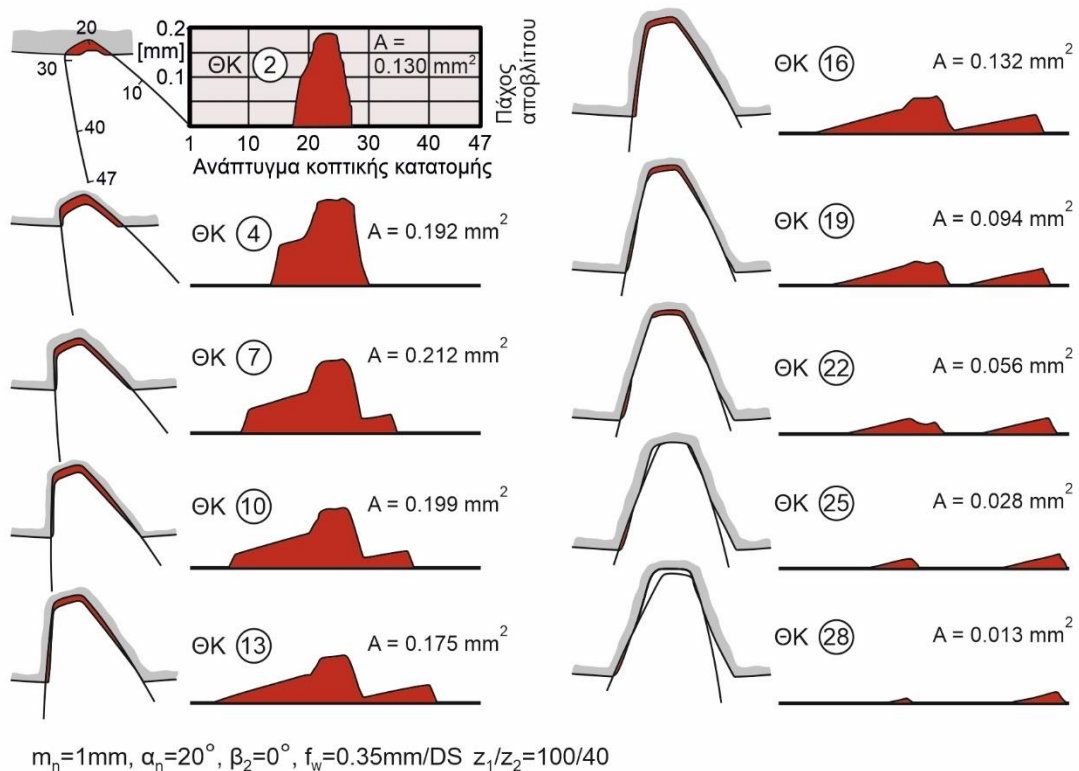 20
30
10
40
47
0.2
[mm]
0.1
ΘΚ 2
A =
0.130 mm²
Πάχος
αποβλίττου
1 10 20 30 40 47
Ανάπτυγμα κοπτικής κατατομής
ΘΚ 4 A = 0.192 mm²
ΘΚ 7 A = 0.212 mm²
ΘΚ 10 A = 0.199 mm²
ΘΚ 13 A = 0.175 mm²
ΘΚ 16 A = 0.132 mm²
ΘΚ 19 A = 0.094 mm²
ΘΚ 22 A = 0.056 mm²
ΘΚ 25 A = 0.028 mm²
ΘΚ 28 A = 0.013 mm²
mₙ=1mm, αₙ=20°, β₂=0°, f_w=0.35mm/DS z₁/z₂=100/40